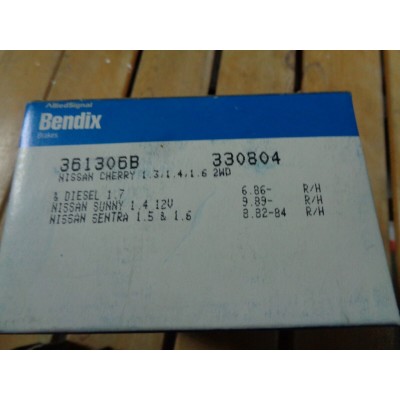 AlliedSignal
Bendix
Brakes
361306B 330804
NISSAN CHERRY 1.3,1.4,1.6 2WD
& DIESEL 1.7 6.86- R/H
NISSAN SUNNY 1.4 12V 9.89- R/H
NISSAN SENTRA 1.5 & 1.6 8.82-84 R/H